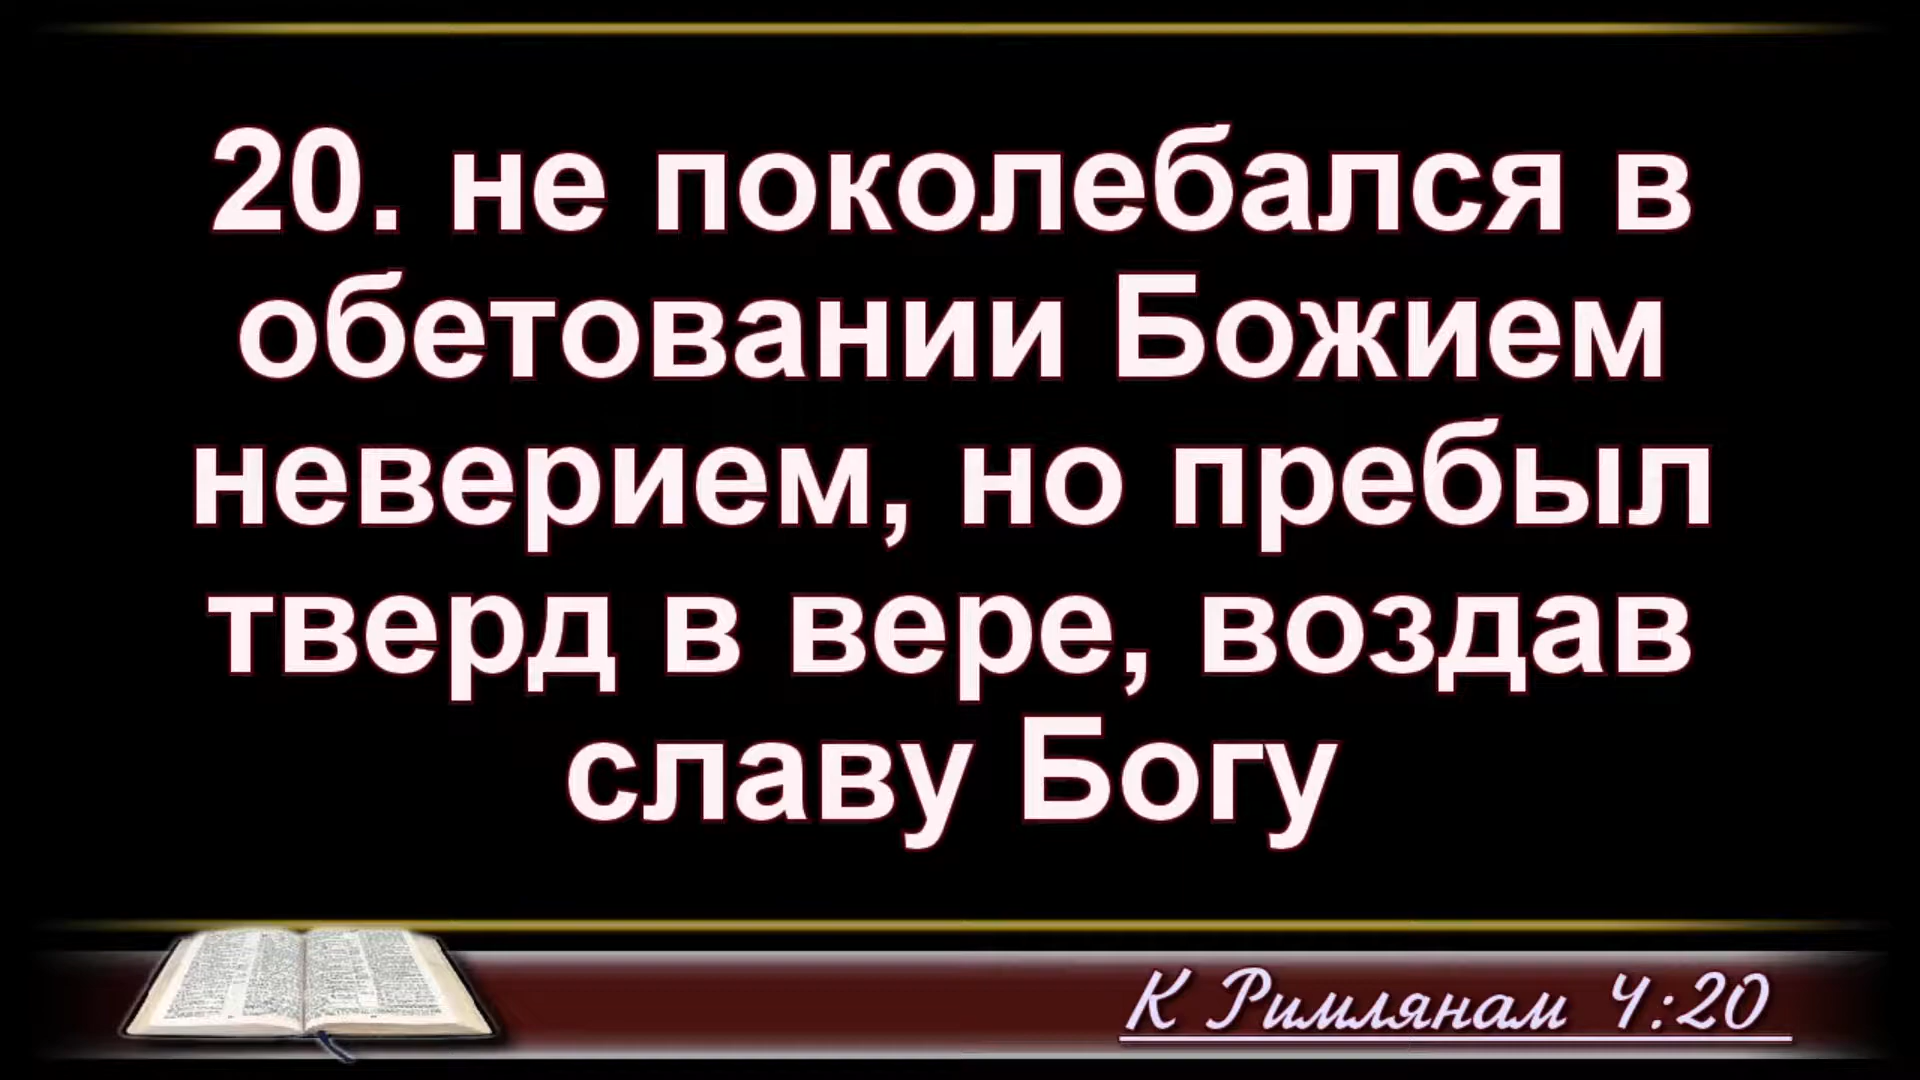 20. не поколебался в
обетовании Божием
неверием, но пребыл
тверд в вере, воздав
славу Богу
К Римлянам 4:20